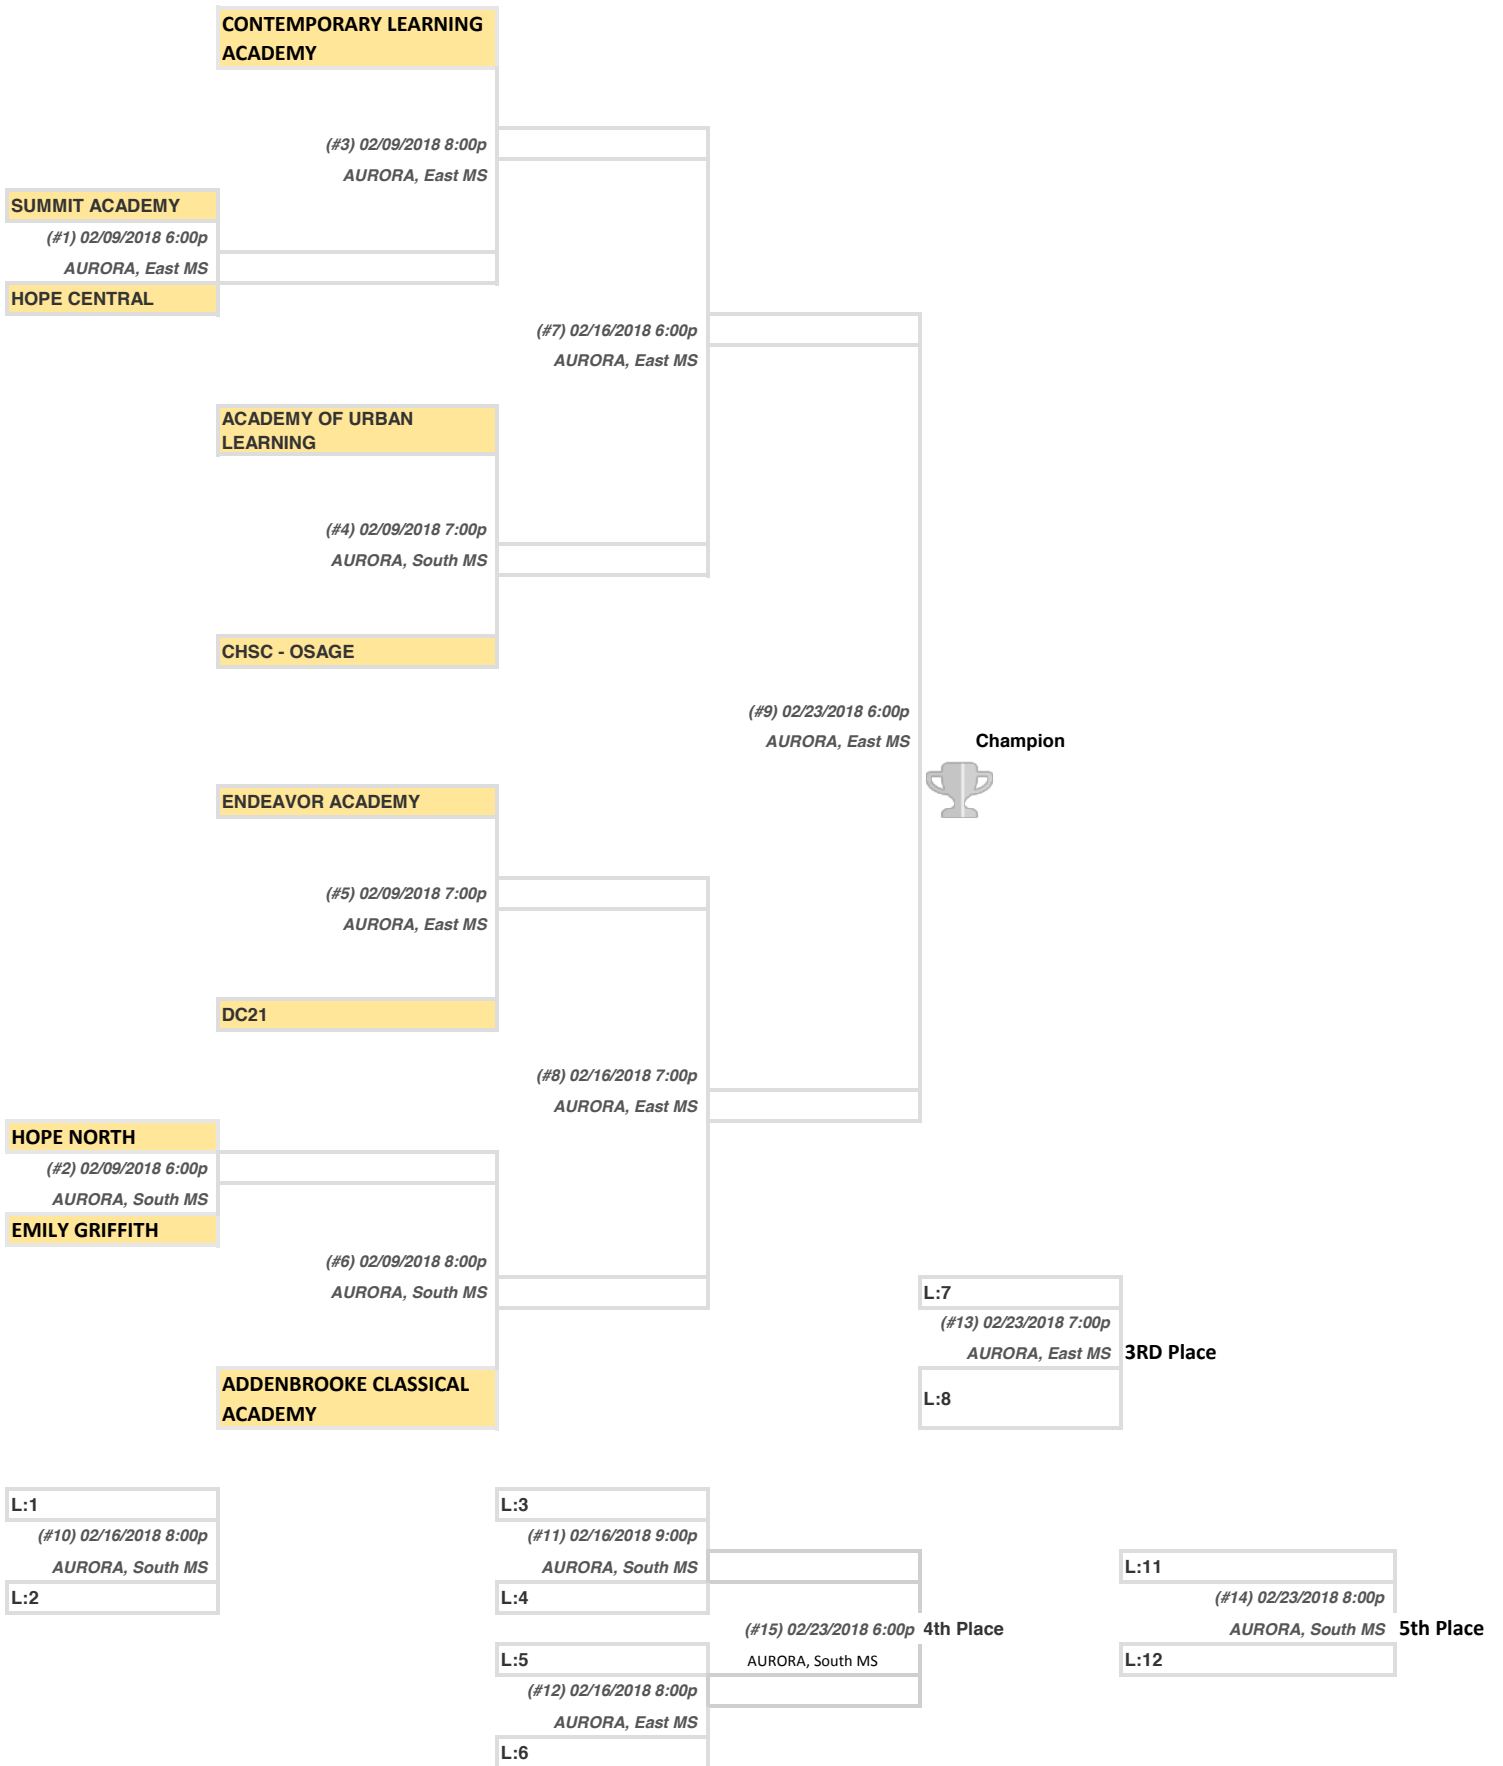 CONTEMPORARY LEARNING
ACADEMY
(#3) 02/09/2018 8:00p
AURORA, East MS
SUMMIT ACADEMY
(#1) 02/09/2018 6:00p
AURORA, East MS
HOPE CENTRAL
(#7) 02/16/2018 6:00p
AURORA, East MS
ACADEMY OF URBAN
LEARNING
(#4) 02/09/2018 7:00p
AURORA, South MS
CHSC - OSAGE
(#9) 02/23/2018 6:00p
AURORA, East MS
Champion
ENDEAVOR ACADEMY
(#5) 02/09/2018 7:00p
AURORA, East MS
DC21
(#8) 02/16/2018 7:00p
AURORA, East MS
HOPE NORTH
(#2) 02/09/2018 6:00p
AURORA, South MS
EMILY GRIFFITH
(#6) 02/09/2018 8:00p
AURORA, South MS
ADDENBROOKE CLASSICAL
ACADEMY
L:7
(#13) 02/23/2018 7:00p
AURORA, East MS
3RD Place
L:8
L:1
(#10) 02/16/2018 8:00p
AURORA, South MS
L:2
L:3
(#11) 02/16/2018 9:00p
AURORA, South MS
L:4
(#15) 02/23/2018 6:00p
4th Place
AURORA, South MS
L:5
(#12) 02/16/2018 8:00p
AURORA, East MS
L:6
L:11
(#14) 02/23/2018 8:00p
AURORA, South MS
5th Place
L:12